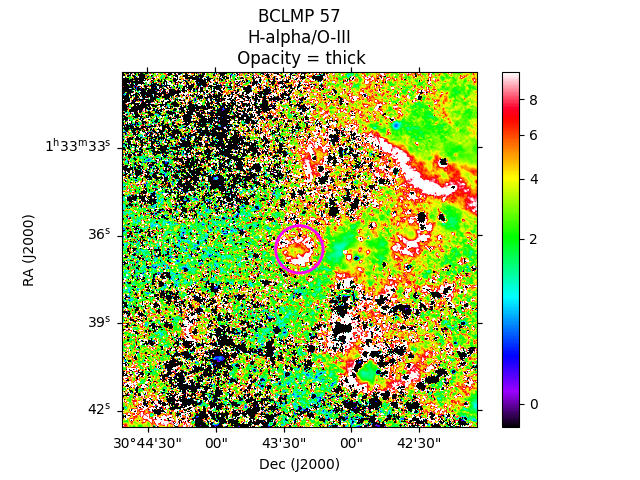 BCLMP 57
H-alpha/O-III
Opacity = thick
1ʰ33ᵐ33ˢ
36ˢ
39ˢ
42ˢ
RA (J2000)
30°44'30" 00" 43'30" 00" 42'30"
Dec (J2000)
8
6
4
2
0